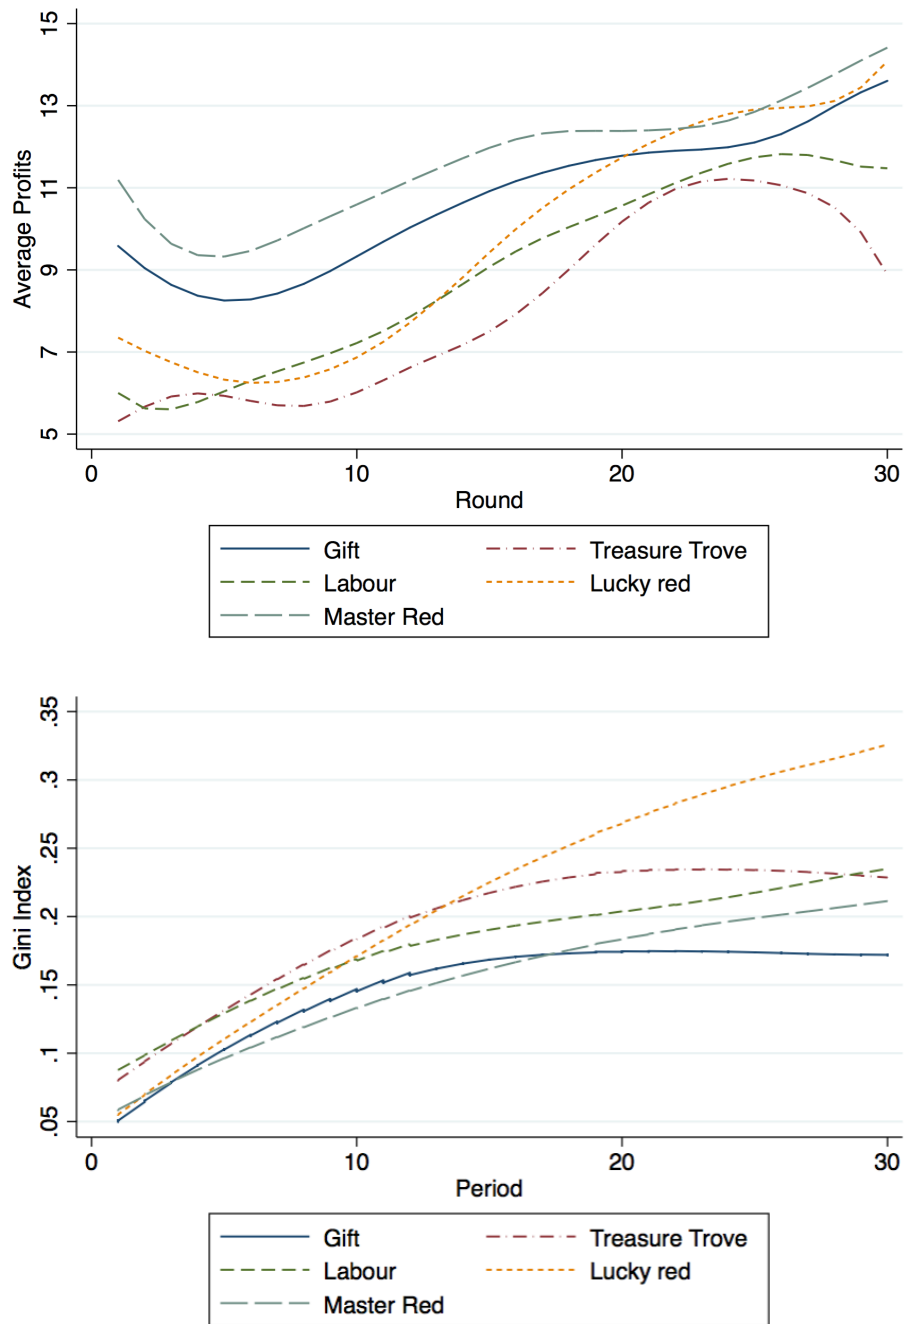 15
13
11
9
7
5
Average Profits
0 10 20 30
Round
Gift Treasure Trove
Labour Lucky red
Master Red
.35
.3
.25
.2
.15
.1
.05
Gini Index
0 10 20 30
Period
Gift Treasure Trove
Labour Lucky red
Master Red